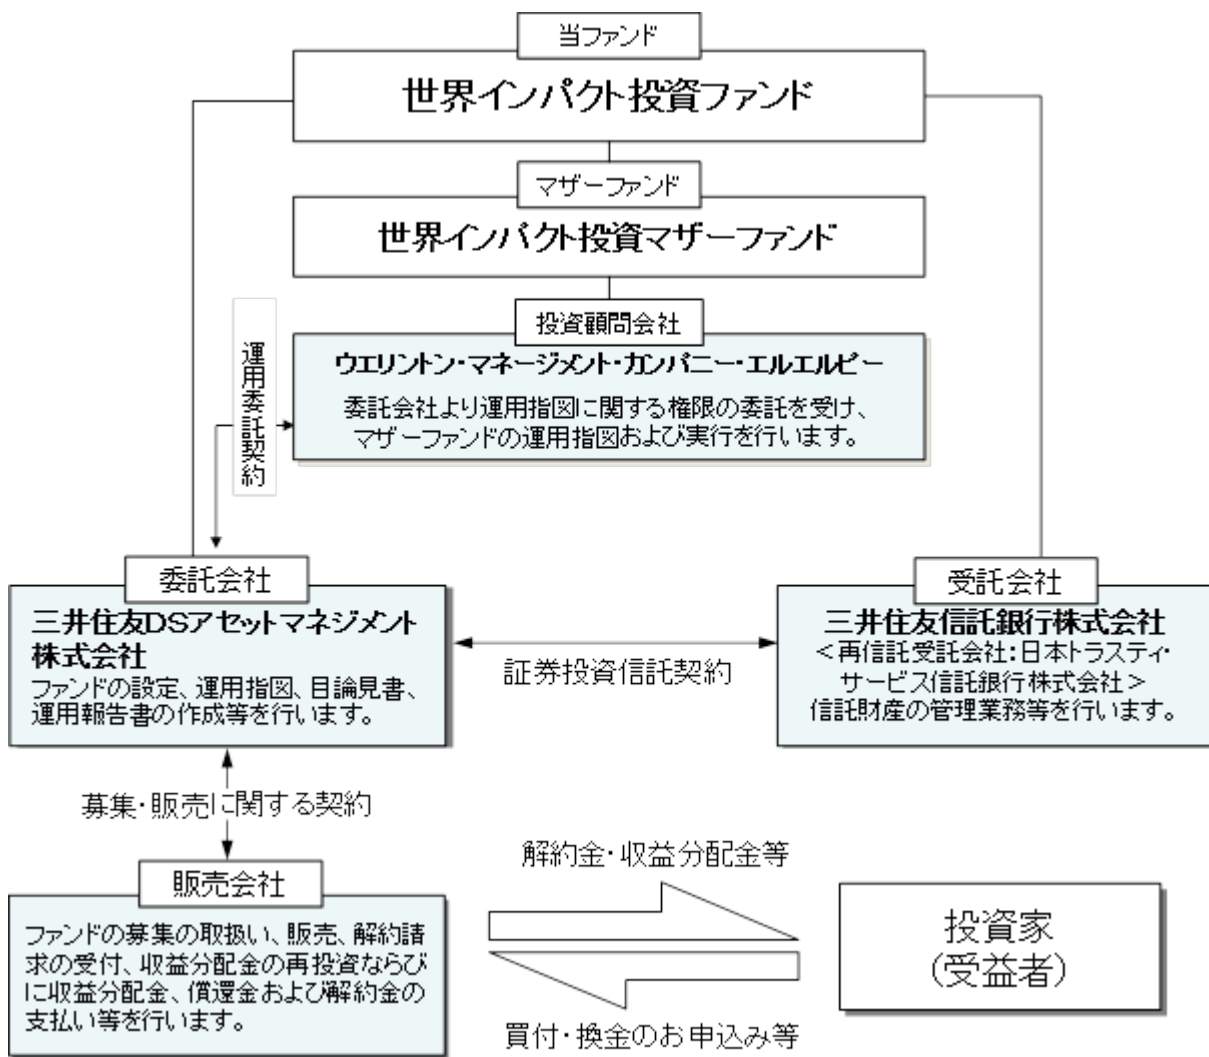 当ファンド
世界インパクト投資ファンド
マザーファンド
世界インパクト投資マザーファンド
投資顧問会社
ウエリントン・マネージメント・カンパニー・エルエルピー
委託会社より運用指図に関する権限の委託を受け、
マザーファンドの運用指図および実行を行います。
運用委託契約
委託会社
三井住友DSアセットマネジメント
株式会社
ファンドの設定、運用指図、目論見書、
運用報告書の作成等を行います。
証券投資信託契約
受託会社
三井住友信託銀行株式会社
＜再信託受託会社：日本トラスティ・
サービス信託銀行株式会社＞
信託財産の管理業務等を行います。
募集・販売に関する契約
販売会社
ファンドの募集の取扱い、販売、解約請
求の受付、収益分配金の再投資ならび
に収益分配金、償還金および解約金の
支払い等を行います。
解約金・収益分配金等
買付・換金のお申込み等
投資家
（受益者）